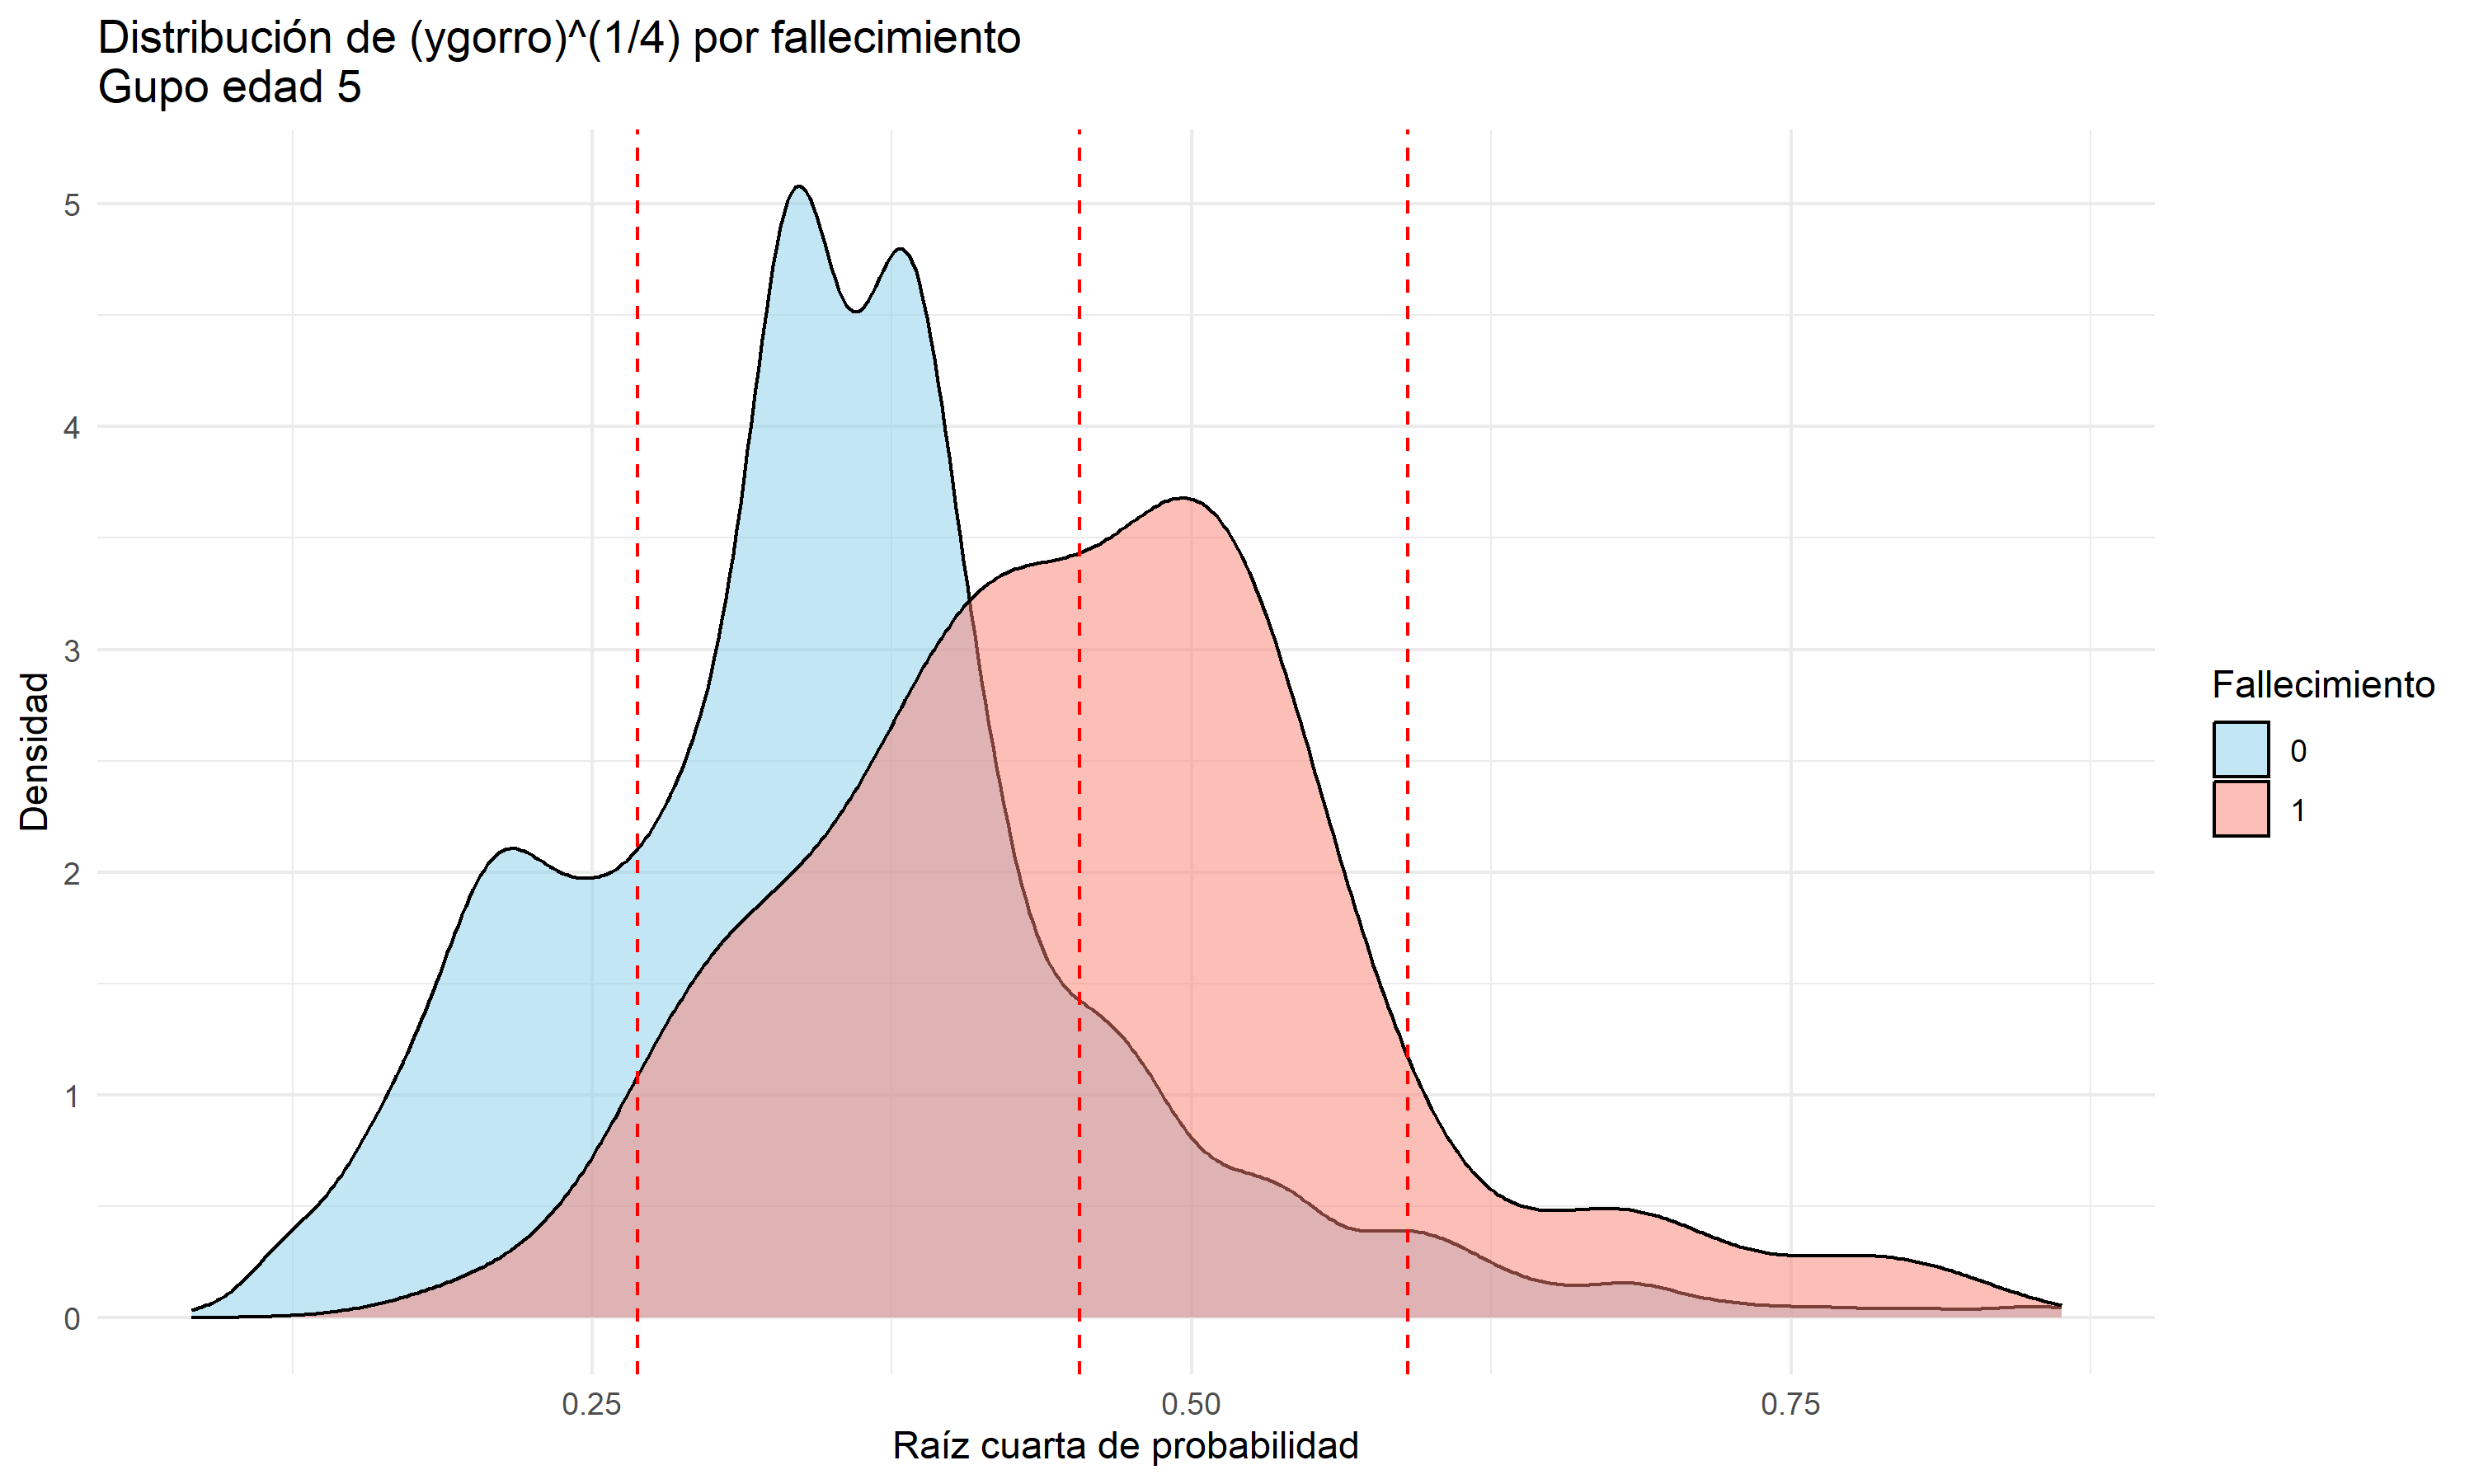 Distribución de (ygorro)^(1/4) por fallecimiento
Gupo edad 5
5
4
3
2
1
0
Densidad
0.25
0.50
0.75
Raíz cuarta de probabilidad
Fallecimiento
0
1